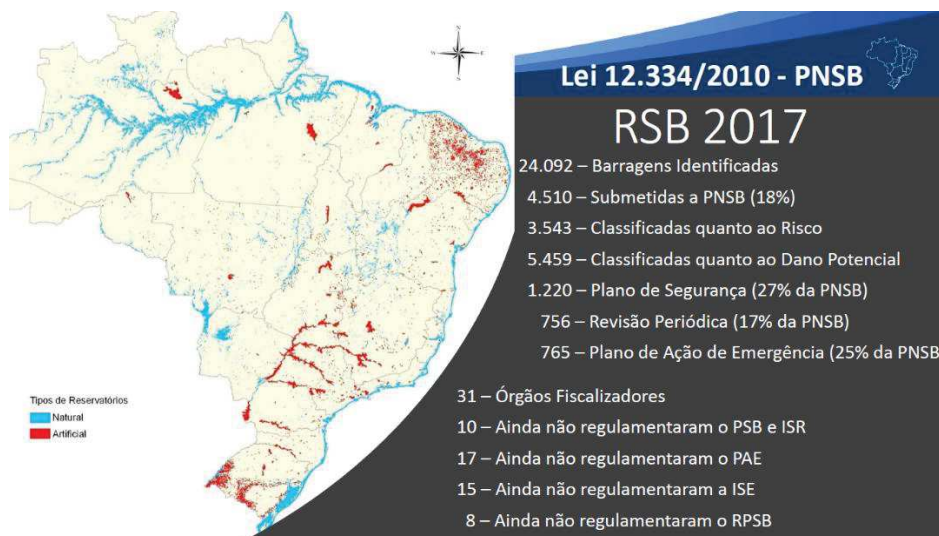 Lei 12.334/2010 - PNSB
RSB 2017
24.092 – Barragens Identificadas
4.510 – Submetidas a PNSB (18%)
3.543 – Classificadas quanto ao Risco
5.459 – Classificadas quanto ao Dano Potencial
1.220 – Plano de Segurança (27% da PNSB)
756 – Revisão Periódica (17% da PNSB)
765 – Plano de Ação de Emergência (25% da PNSB
31 – Órgãos Fiscalizadores
10 – Ainda não regulamentaram o PSB e ISR
17 – Ainda não regulamentaram o PAE
15 – Ainda não regulamentaram a ISE
8 – Ainda não regulamentaram o RPSB
Tipos de Reservatórios
Natural
Artificial